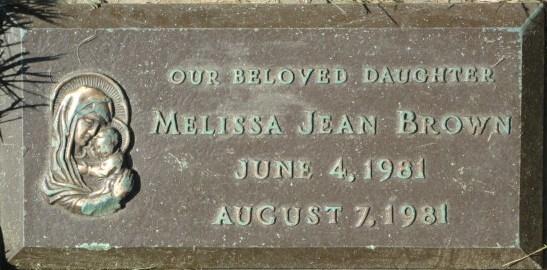 OUR BELOVED DAUGHTER
MELISSA JEAN BROWN
JUNE 4, 1981
AUGUST 7, 1981